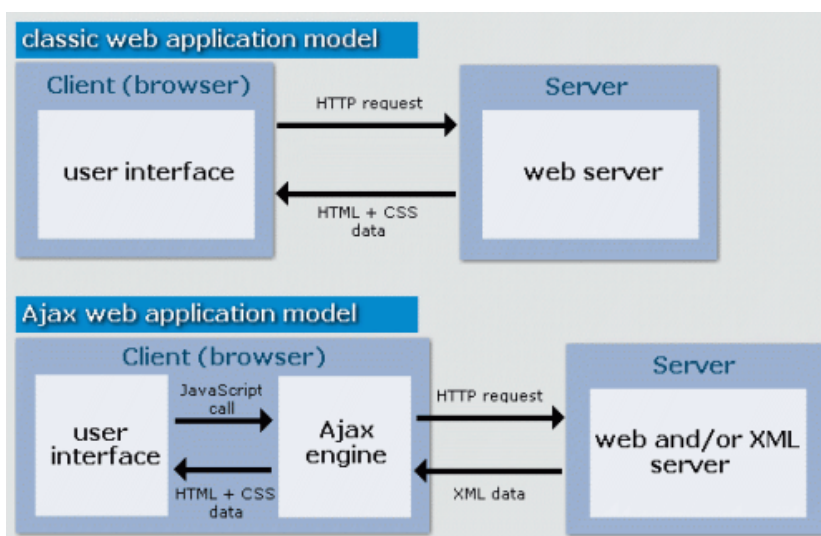 classic web application model
Client (browser)
user interface
HTTP request
HTML + CSS
data
Server
web server
Ajax web application model
Client (browser)
user
interface
JavaScript
call
HTML + CSS
data
Ajax
engine
HTTP request
XML data
Server
web and/or XML
server